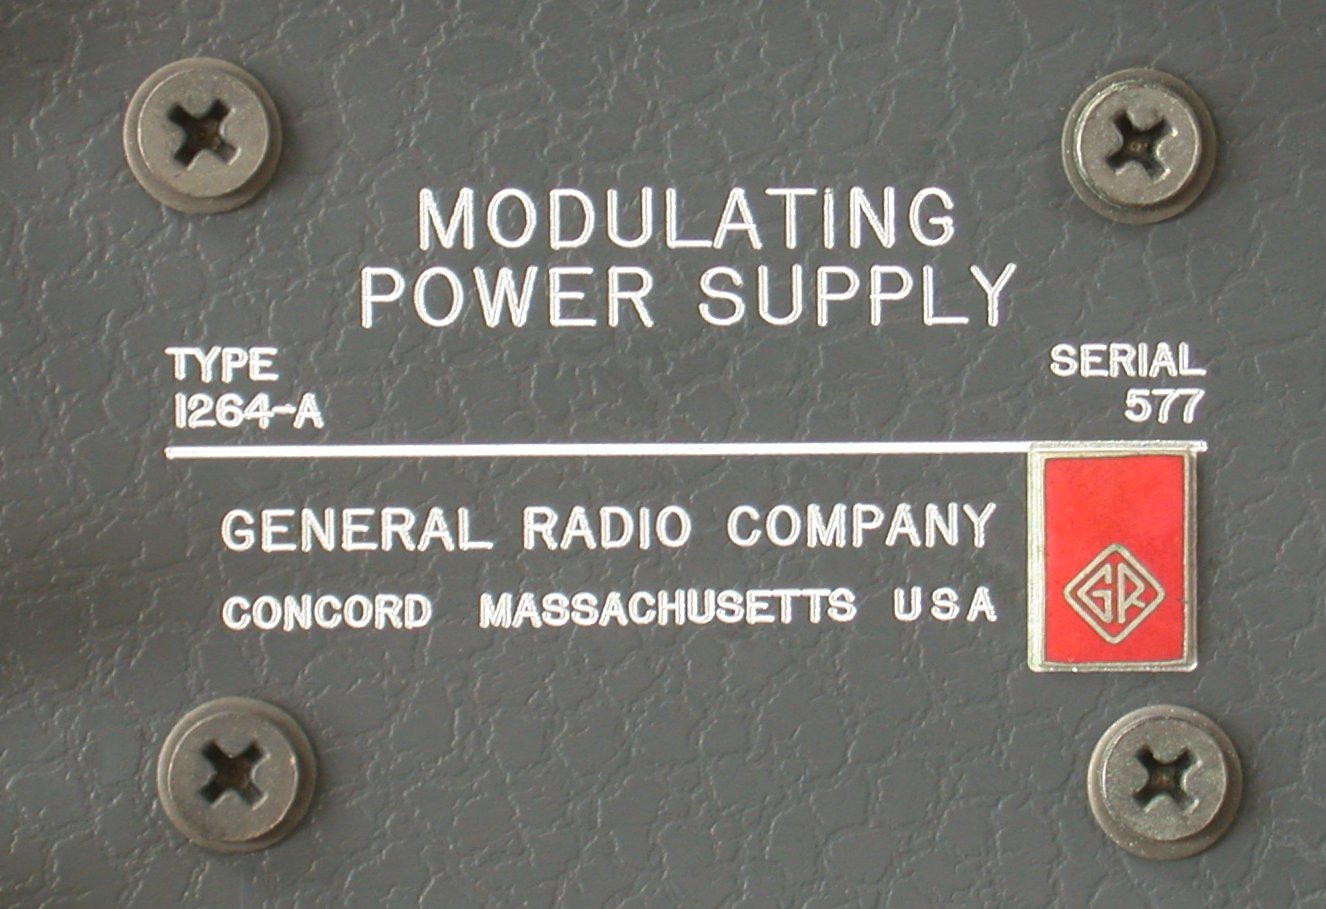 MODULATING
POWER SUPPLY
TYPE
1264-A
SERIAL
577
GENERAL RADIO COMPANY
CONCORD MASSACHUSETTS USA
GR